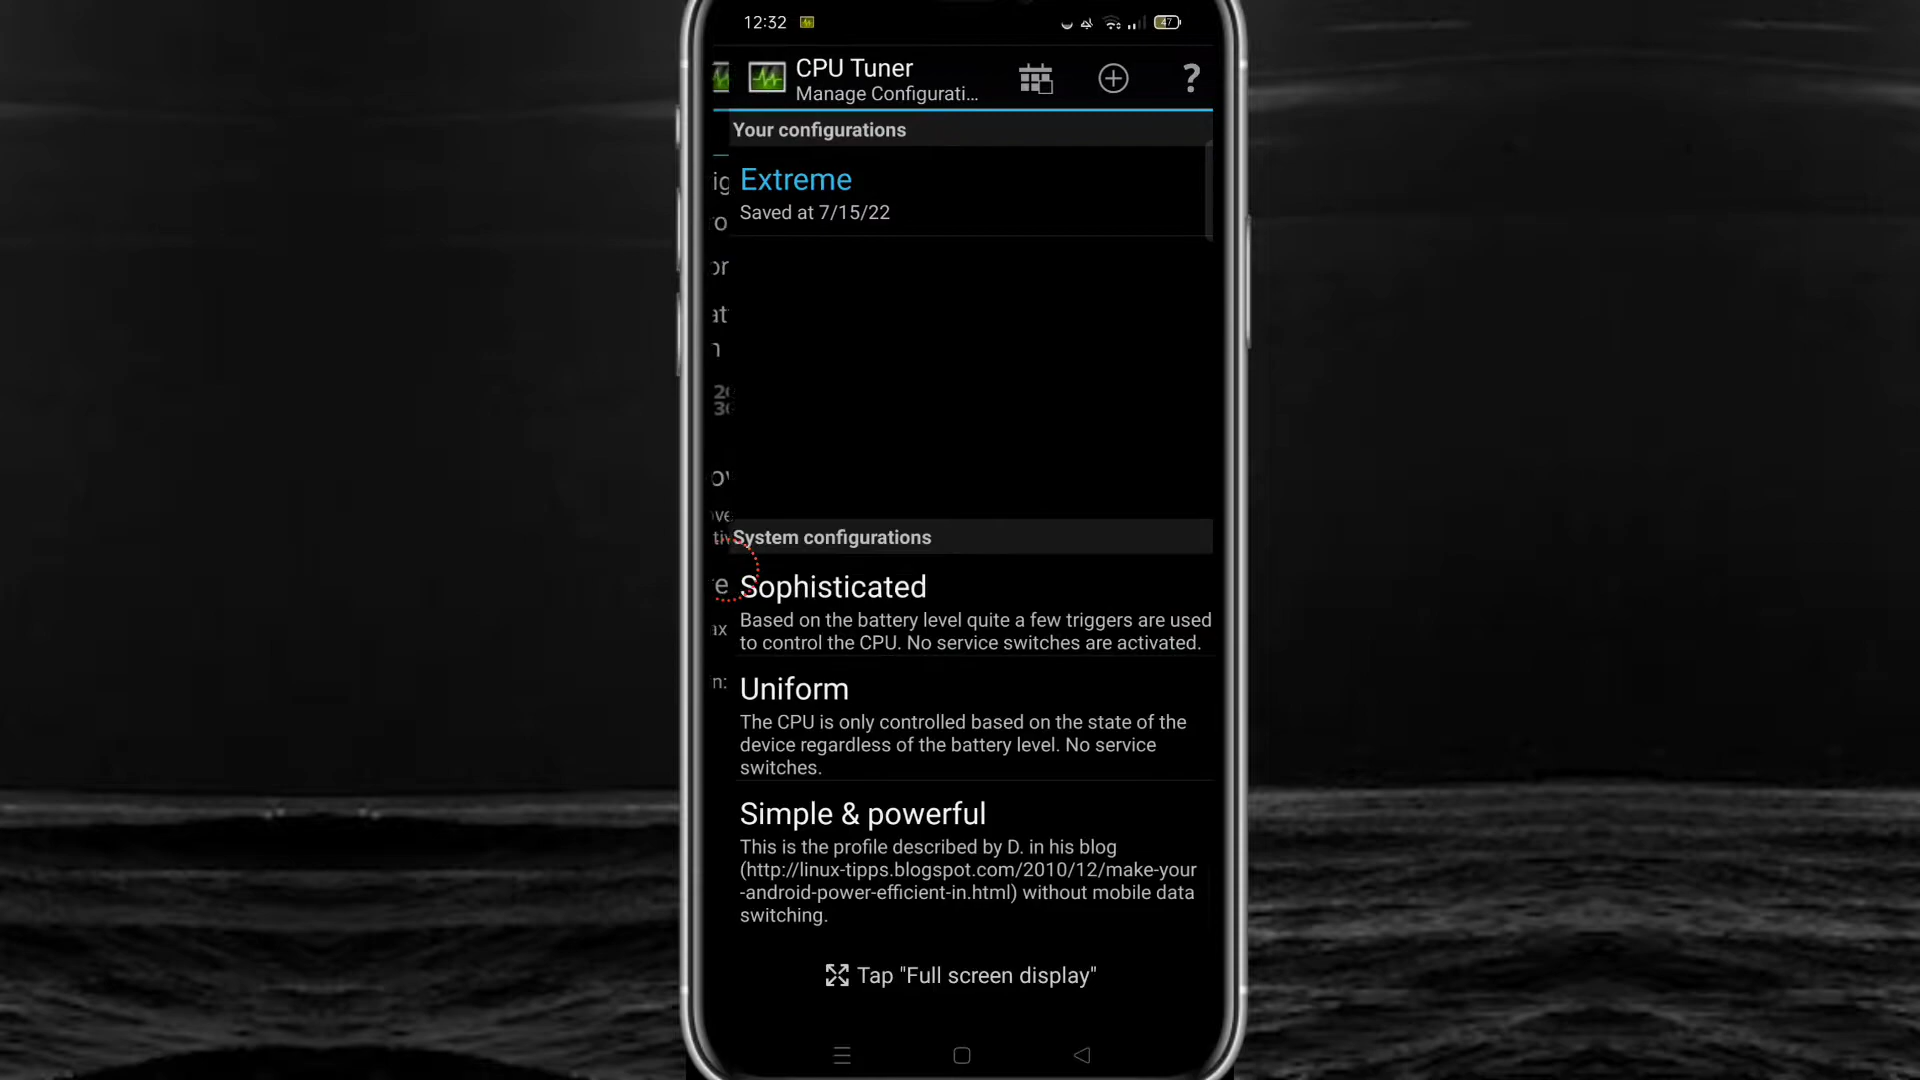 12:32
47
CPU Tuner
Manage Configurati...
?
Your configurations
Extreme
Saved at 7/15/22
System configurations
Sophisticated
Based on the battery level quite a few triggers are used
to control the CPU. No service switches are activated.
Uniform
The CPU is only controlled based on the state of the
device regardless of the battery level. No service
switches.
Simple & powerful
This is the profile described by D. in his blog
(http://linux-tipps.blogspot.com/2010/12/make-your
-android-power-efficient-in.html) without mobile data
switching.
Tap "Full screen display"